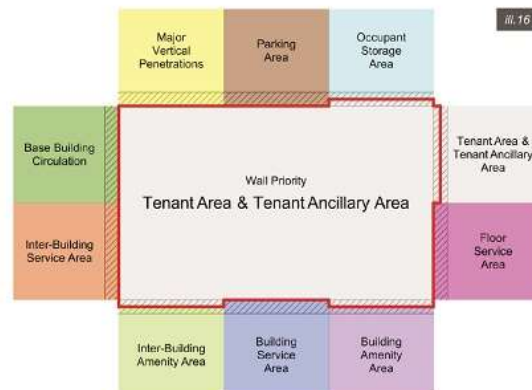 ill.16
Major
Vertical
Penetrations
Parking
Area
Occupant
Storage
Area
Base Building
Circulation
Wall Priority
Tenant Area & Tenant Ancillary Area
Tenant Area &
Tenant Ancillary
Area
Inter-Building
Service Area
Floor
Service
Area
Inter-Building
Amenity Area
Building
Service
Area
Building
Amenity
Area